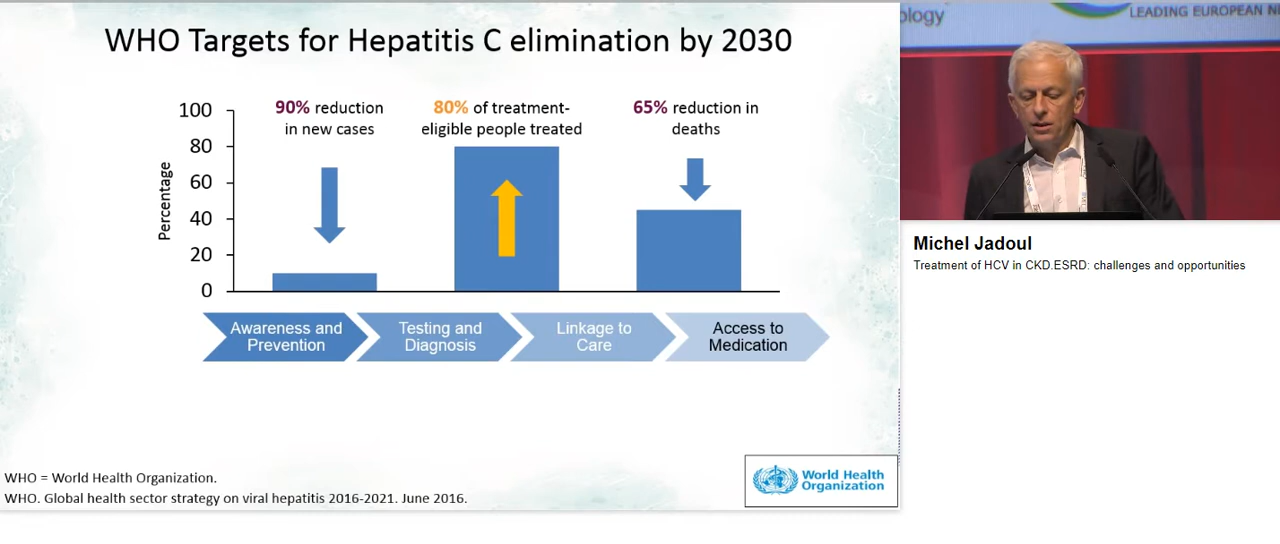 WHO Targets for Hepatitis C elimination by 2030
Percentage
100
80
60
40
20
0
90% reduction
in new cases
80% of treatment-
eligible people treated
65% reduction in
deaths
Awareness and
Prevention
Testing and
Diagnosis
Linkage to
Care
Access to
Medication
WHO = World Health Organization.
WHO. Global health sector strategy on viral hepatitis 2016-2021. June 2016.
World Health
Organization
ology
LEADING EUROPEAN
Michel Jadoul
Treatment of HCV in CKD.ESRD: challenges and opportunities